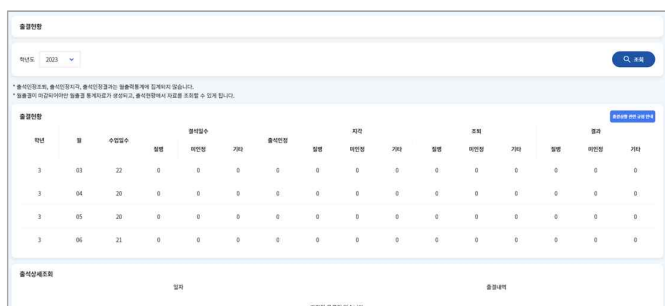 출결현황
학년도 2023 조회
* 출석인정조퇴, 출석인정지각, 출석인정결과는 월출력통계에 집계되지 않습니다.
* 월출결이 마감되어야만 월출결 통계자료가 생성되고, 출석현황에서 자료를 조회할 수 있게 됩니다.
출결현황
결석일수 지각 조퇴 결과
학년 월 수업일수 출석인정
질병 미인정 기타 질병 미인정 기타 질병 미인정 기타 질병 미인정 기타
3 03 22 0 0 0 0 0 0 0 0 0 0 0 0 0
3 04 20 0 0 0 0 0 0 0 0 0 0 0 0 0
3 05 20 0 0 0 0 0 0 0 0 0 0 0 0 0
3 06 21 0 0 0 0 0 0 0 0 0 0 0 0 0
출석상세조회
일자 출결내역